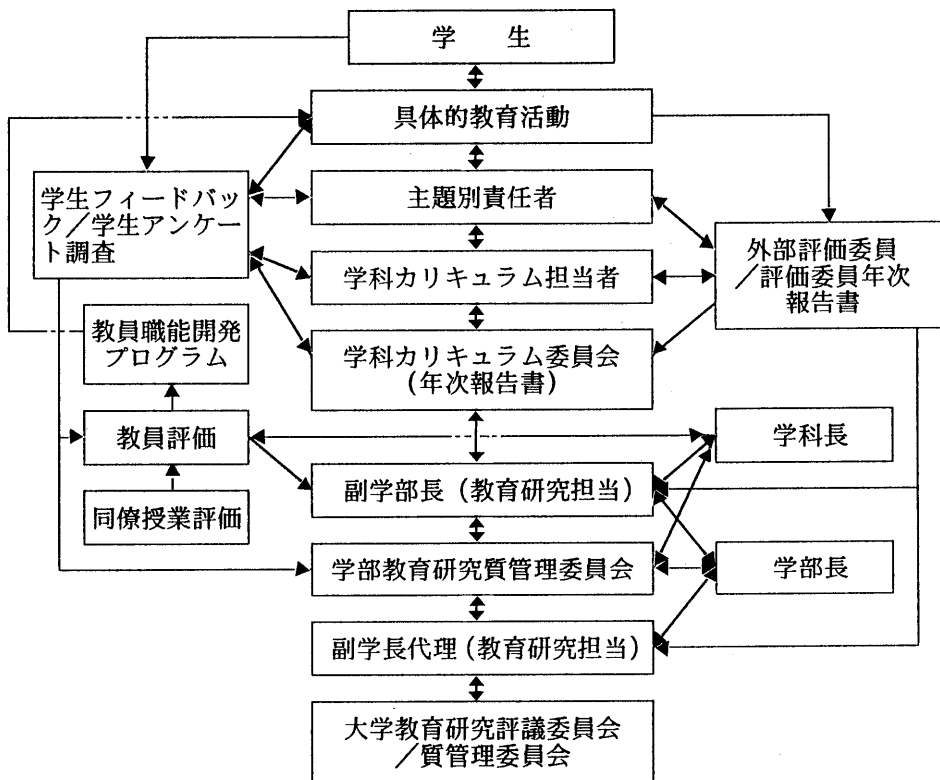 学　生
具体的教育活動
学生フィードバッ
ク／学生アンケー
ト調査
主題別責任者
外部評価委員
／評価委員年次
報告書
学科カリキュラム担当者
教員職能開発
プログラム
学科カリキュラム委員会
（年次報告書）
教員評価
学科長
副学部長（教育研究担当）
同僚授業評価
学部教育研究質管理委員会
学部長
副学長代理（教育研究担当）
大学教育研究評議委員会
／質管理委員会